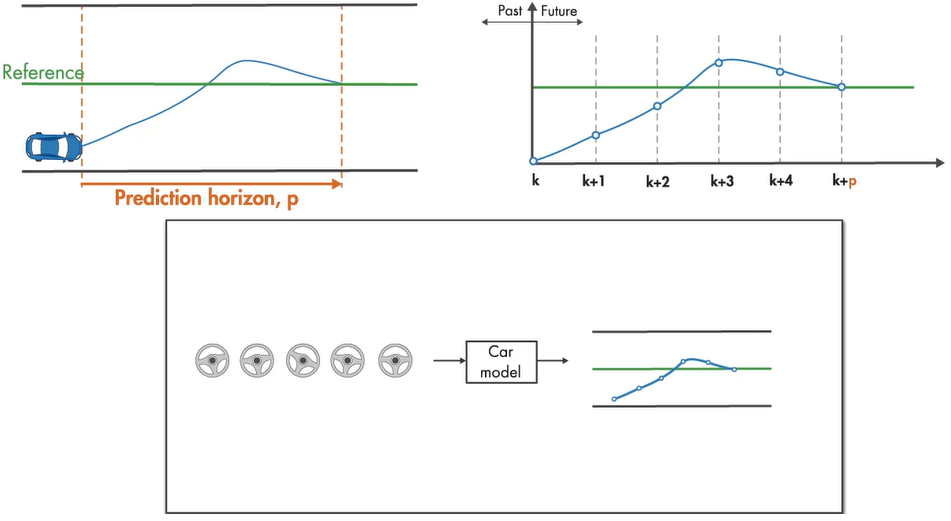 Reference
Prediction horizon, p
Past Future
k k+1 k+2 k+3 k+4 k+p
Car
model